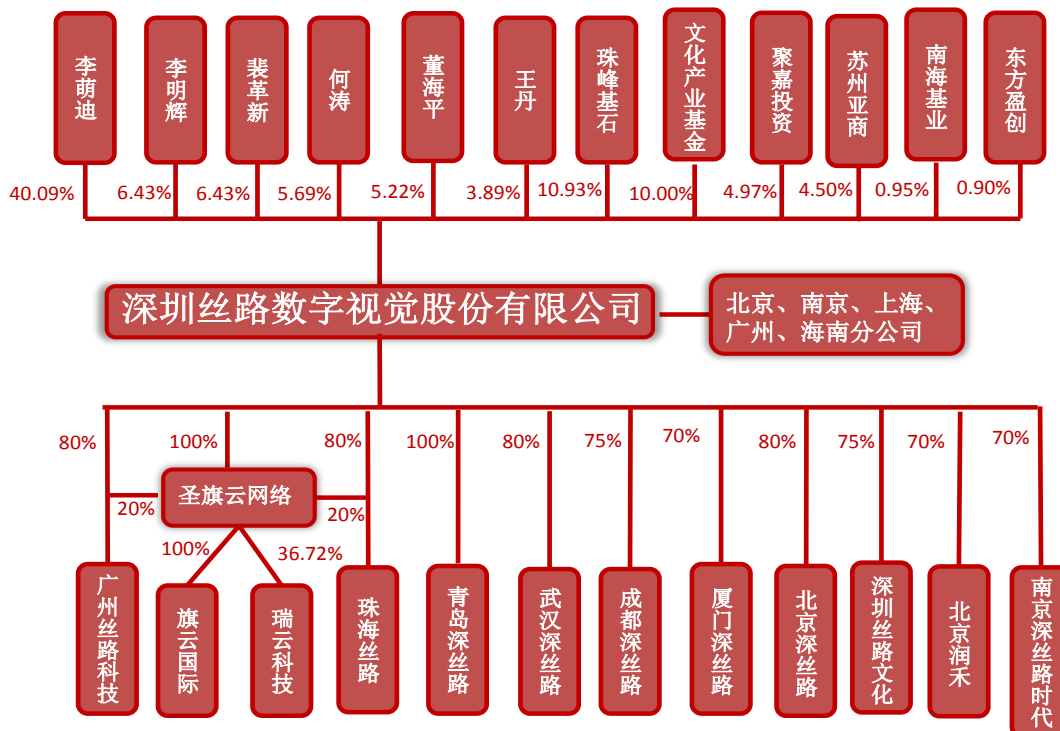 李萌迪
李明辉
裴革新
何涛
董海平
王丹
珠峰基石
文化产业基金
聚嘉投资
苏州亚商
南海基业
东方盈创
40.09%
6.43%
6.43%
5.69%
5.22%
3.89%
10.93%
10.00%
4.97%
4.50%
0.95%
0.90%
深圳丝路数字视觉股份有限公司
北京、南京、上海、
广州、海南分公司
80%
100%
80%
100%
80%
75%
70%
80%
75%
70%
70%
圣旗云网络
20%
20%
100%
36.72%
广州丝路科技
旗云国际
瑞云科技
珠海丝路
青岛深丝路
武汉深丝路
成都深丝路
厦门深丝路
北京深丝路
深圳丝路文化
北京润禾
南京深丝路时代